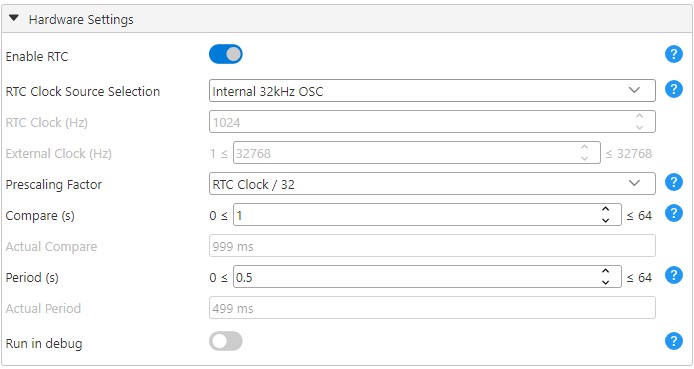 Hardware Settings
Enable RTC ?
RTC Clock Source Selection Internal 32kHz OSC ?
RTC Clock (Hz) 1024
External Clock (Hz) 1 ≤ 32768 ≤ 32768
Prescaling Factor RTC Clock / 32 ?
Compare (s) 0 ≤ 1 ≤ 64 ?
Actual Compare 999 ms
Period (s) 0 ≤ 0.5 ≤ 64 ?
Actual Period 499 ms
Run in debug ?